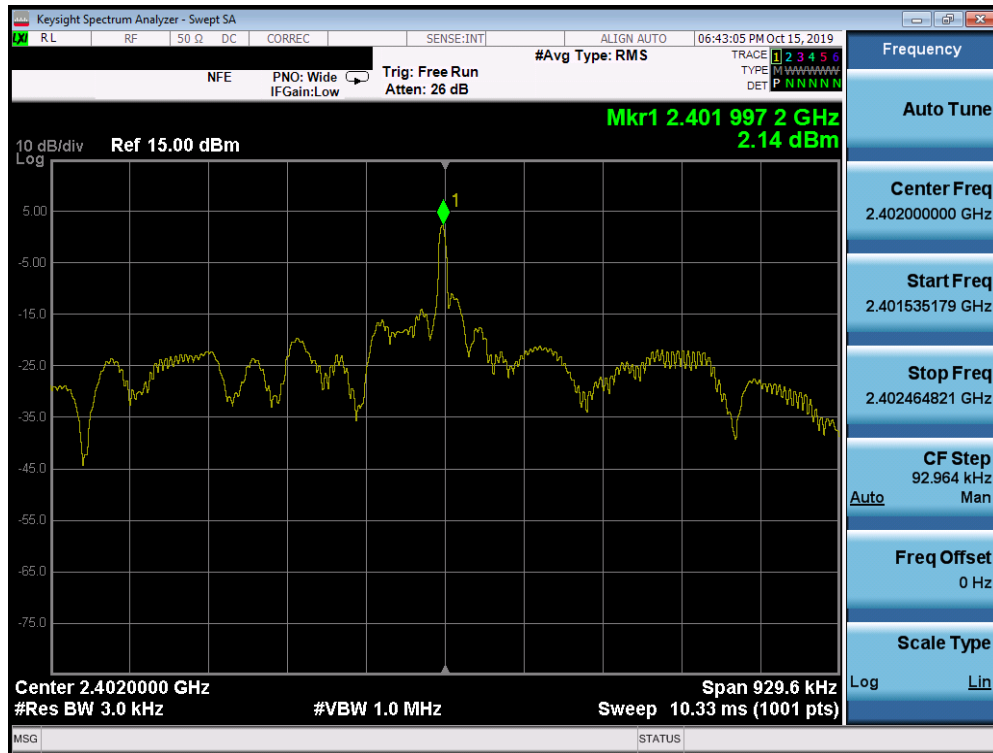 Keysight Spectrum Analyzer - Swept SA
LXI RL RF 50 Ω DC CORREC SENSE:INT ALIGN AUTO 06:43:05 PM Oct 15, 2019
NFE PNO: Wide Trig: Free Run #Avg Type: RMS TRACE 1 2 3 4 5 6
IFGain:Low Atten: 26 dB TYPE M WWWWW
DET P N N N N N
Mkr1 2.401 997 2 GHz
2.14 dBm
10 dB/div Ref 15.00 dBm
Log
1
5.00
-5.00
-15.0
-25.0
-35.0
-45.0
-55.0
-65.0
-75.0
Center 2.4020000 GHz Span 929.6 kHz
#Res BW 3.0 kHz #VBW 1.0 MHz Sweep 10.33 ms (1001 pts)
MSG STATUS
Frequency
Auto Tune
Center Freq
2.402000000 GHz
Start Freq
2.401535179 GHz
Stop Freq
2.402464821 GHz
CF Step
92.964 kHz
Auto Man
Freq Offset
0 Hz
Scale Type
Log Lin